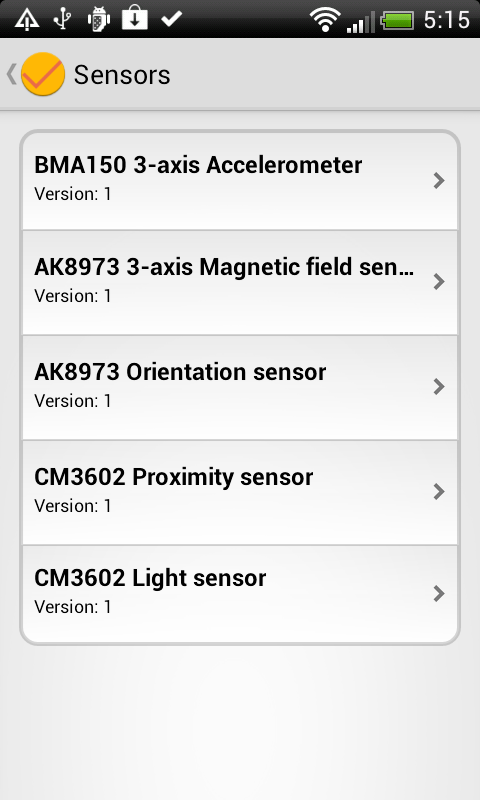 5:15
Sensors
BMA150 3-axis Accelerometer
Version: 1
AK8973 3-axis Magnetic field sen...
Version: 1
AK8973 Orientation sensor
Version: 1
CM3602 Proximity sensor
Version: 1
CM3602 Light sensor
Version: 1